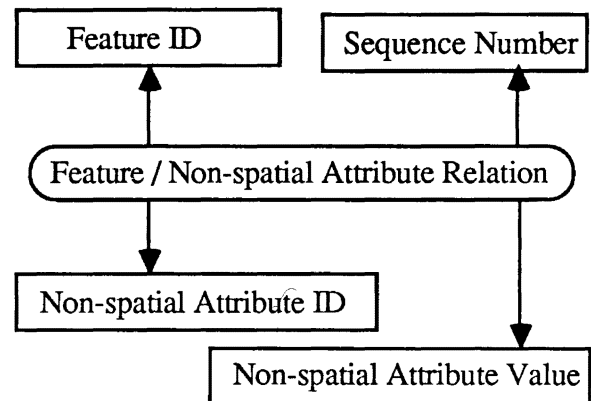 Feature ID
Sequence Number
Feature / Non-spatial Attribute Relation
Non-spatial Attribute ID
Non-spatial Attribute Value